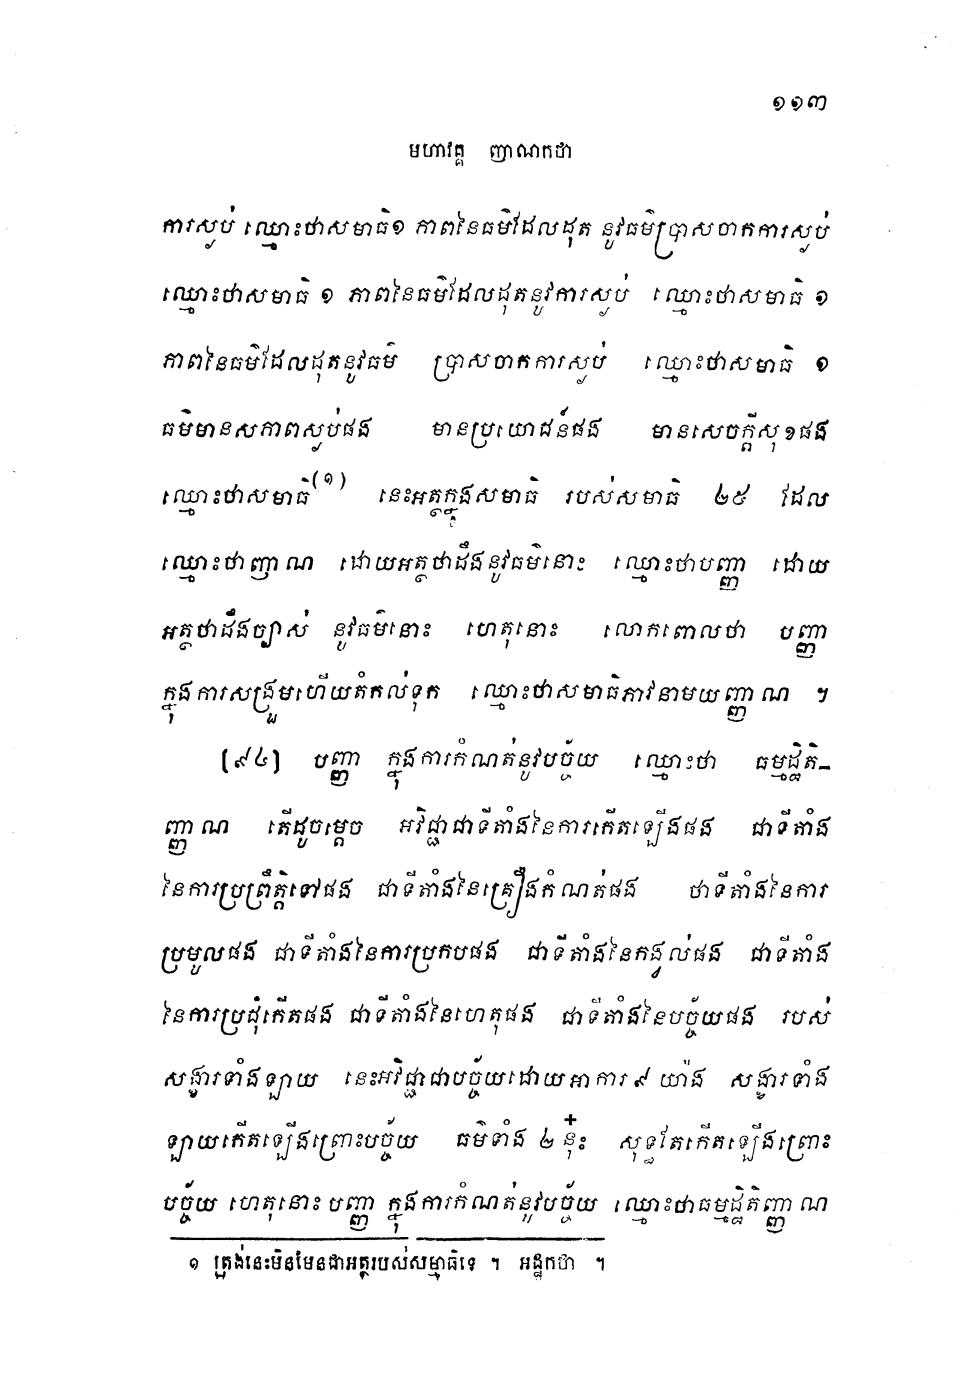 ១១៣
មហាវគ្គ ញាណកថា
ការស្ងប់ ឈ្មោះថាសមាធិ១ ភាពនៃធម៌ដែលដុត នូវធម៌ប្រាសចាកការស្ងប់
ឈ្មោះថាសមាធិ ១ ភាពនៃធម៌ដែលដុតនូវការស្ងប់ ឈ្មោះថាសមាធិ ១
ភាពនៃធម៌ដែលដុតនូវធម៌ ប្រាសចាកការស្ងប់ ឈ្មោះថាសមាធិ ១
ធម៌មានសភាពស្ងប់ផង មានប្រយោជន៍ផង មានសេចក្តីសុខផង
ឈ្មោះថាសមាធិ(១) នេះអត្ថក្នុងសមាធិ របស់សមាធិ ២៥ ដែល
ឈ្មោះថាញាណ ដោយអត្ថថាដឹងនូវធម៌នោះ ឈ្មោះថាបញ្ញា ដោយ
អត្ថថាដឹងច្បាស់ នូវធម៌នោះ ហេតុនោះ លោកពោលថា បញ្ញា
ក្នុងការសង្រួមហើយតំកល់ទុក ឈ្មោះថាសមាធិភាវនាមយញ្ញាណ ។
[៩៤] បញ្ញា ក្នុងការកំណត់នូវបច្ច័យ ឈ្មោះថា ធម្មដ្ឋិតិ-
ញ្ញាណ តើដូចម្តេច អវិជ្ជាជាទីតាំងនៃការកើតឡើងផង ជាទីតាំង
នៃការប្រព្រឹត្តិទៅផង ជាទីតាំងនៃគ្រឿងកំណត់ផង ជាទីតាំងនៃការ
ប្រមូលផង ជាទីតាំងនៃការប្រកបផង ជាទីតាំងនៃកង្វល់ផង ជាទីតាំង
នៃការប្រជុំកើតផង ជាទីតាំងនៃហេតុផង ជាទីតាំងនៃបច្ច័យផង របស់
សង្ខារទាំងឡាយ នេះអវិជ្ជាជាបច្ច័យដោយអាការ ៩ យ៉ាង សង្ខារទាំង
ឡាយកើតឡើងព្រោះបច្ច័យ ធម៌ទាំង ២ នុ៎ះ សុទ្ធតែកើតឡើងព្រោះ
បច្ច័យ ហេតុនោះ បញ្ញា ក្នុងការកំណត់នូវបច្ច័យ ឈ្មោះថាធម្មដ្ឋិតិញ្ញាណ
១ ត្រង់នេះមិនមែនជាអត្ថរបស់សម្មាធិទេ ។ អដ្ឋកថា ។